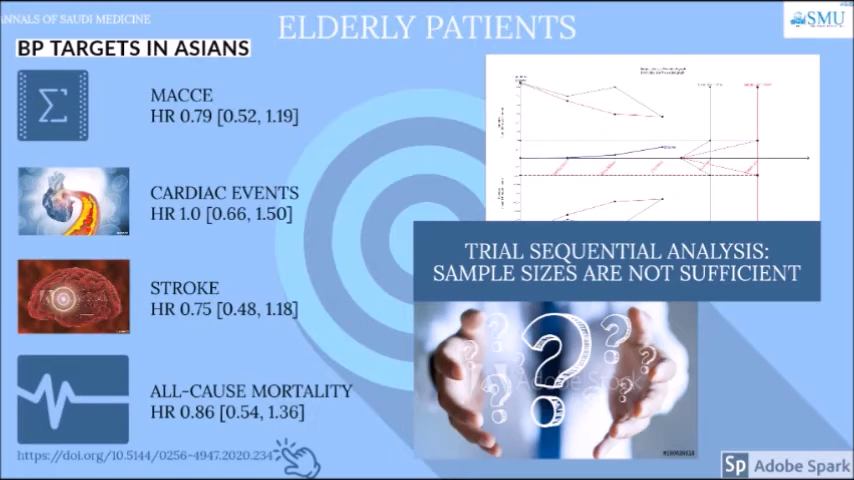 ANNALS OF SAUDI MEDICINE
ELDERLY PATIENTS
SMU
BP TARGETS IN ASIANS
MACCE
HR 0.79 [0.52, 1.19]
CARDIAC EVENTS
HR 1.0 [0.66, 1.50]
STROKE
HR 0.75 [0.48, 1.18]
ALL-CAUSE MORTALITY
HR 0.86 [0.54, 1.36]
https://doi.org/10.5144/0256-4947.2020.234
TRIAL SEQUENTIAL ANALYSIS:
SAMPLE SIZES ARE NOT SUFFICIENT
Adobe Stock
Sp Adobe Spark